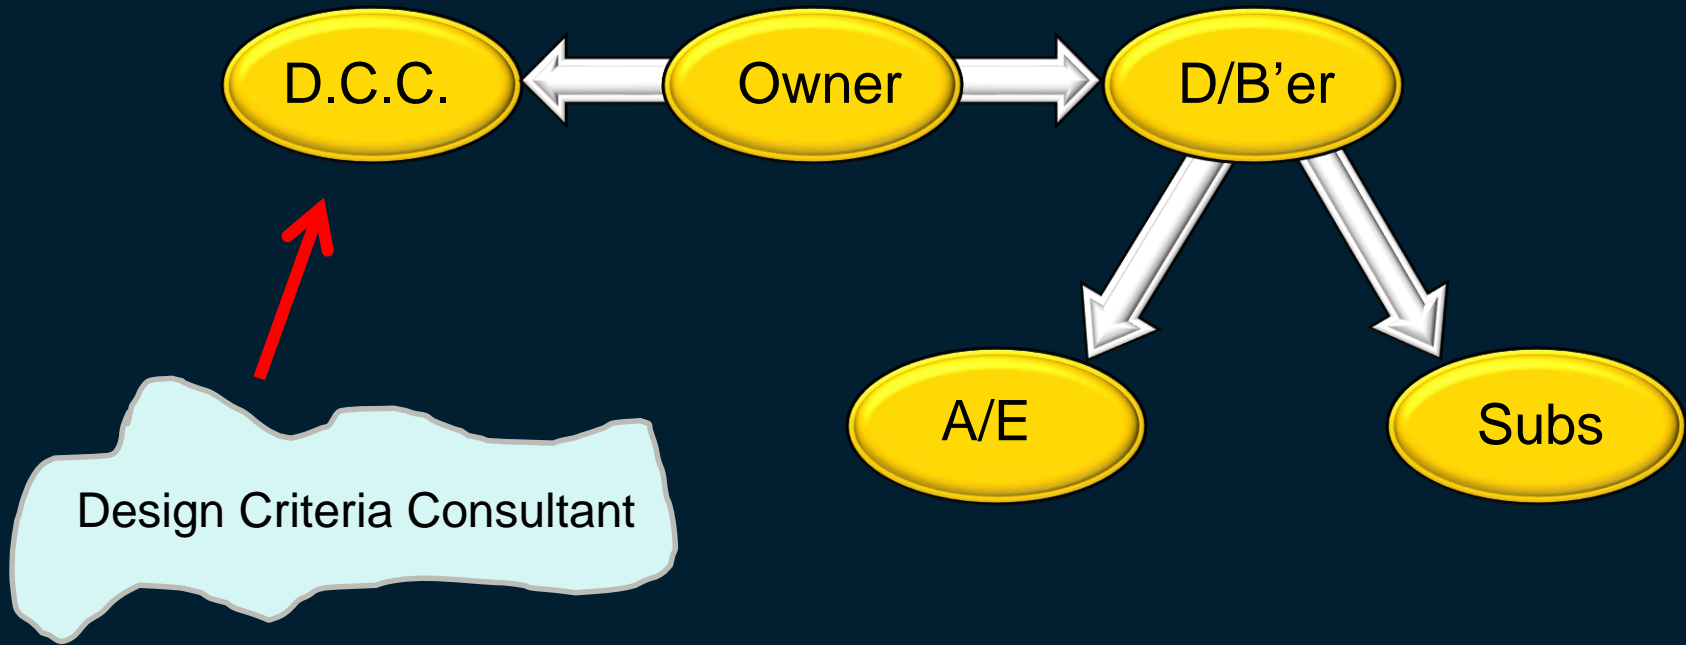 D.C.C.
Owner
D/B’er
A/E
Subs
Design Criteria Consultant